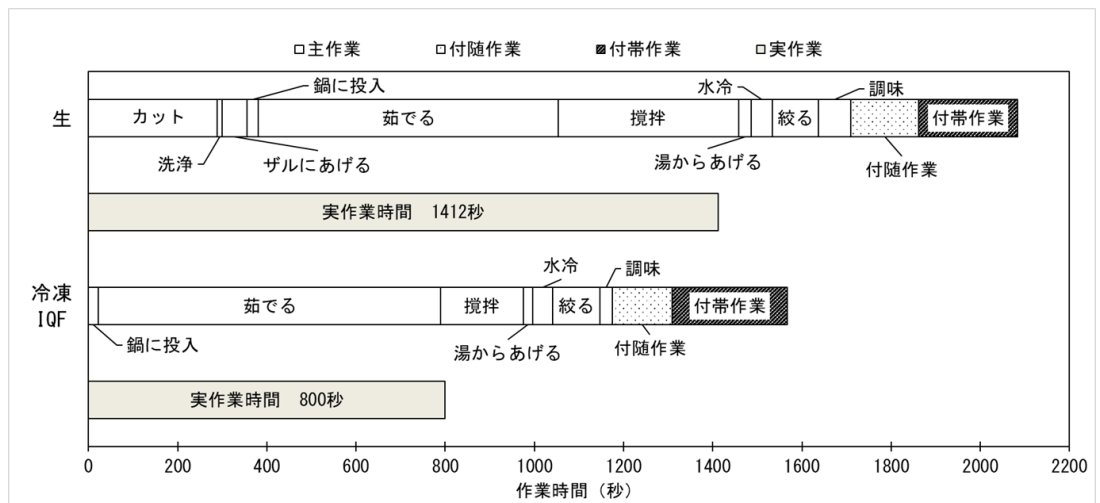 主作業 付随作業 付帯作業 実作業
鍋に投入 水冷 調味
生 カット 茹でる 撹拌 絞る 付帯作業
洗浄 ザルにあげる 湯からあげる 付随作業
実作業時間 1412秒
水冷 調味
冷凍
IQF
茹でる 撹拌 絞る 付帯作業
鍋に投入 湯からあげる 付随作業
実作業時間 800秒
0 200 400 600 800 1000 1200 1400 1600 1800 2000 2200
作業時間（秒）